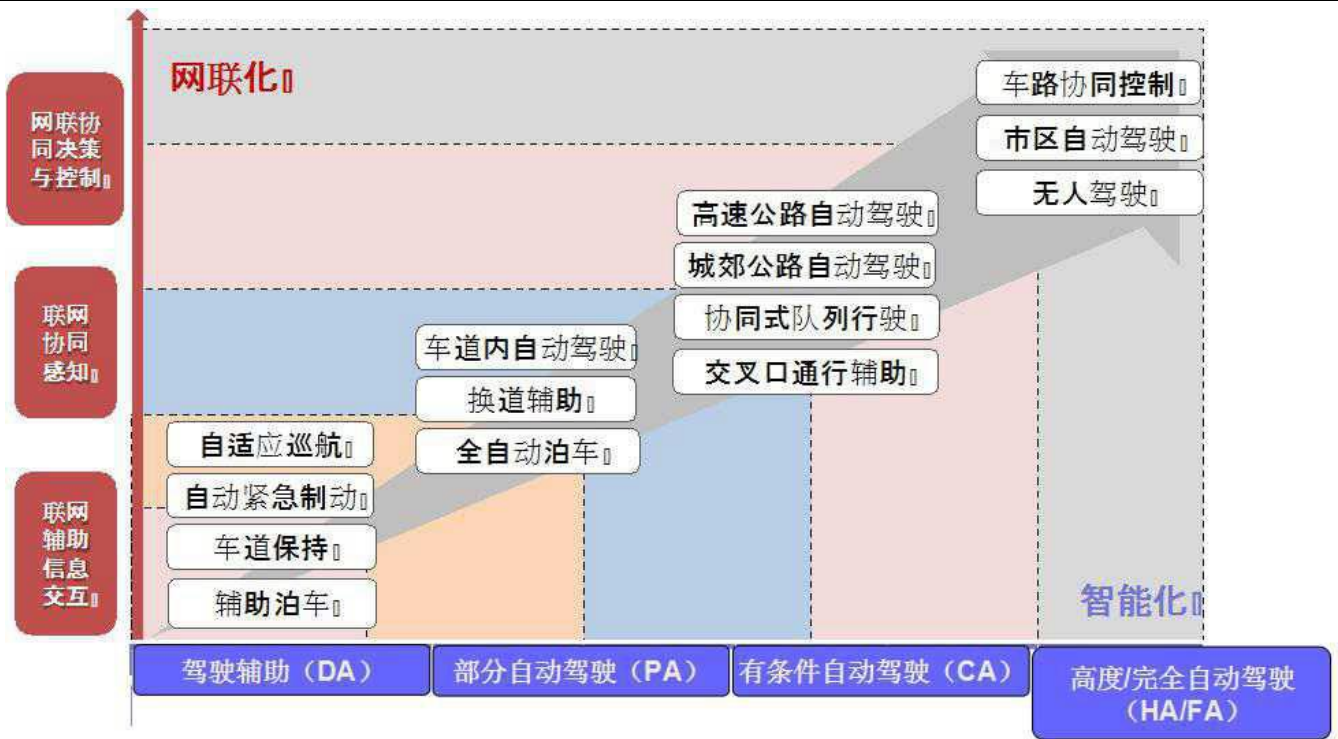 网联化
网联协
同决策
与控制
联网
协同
感知
联网
辅助
信息
交互
车路协同控制
市区自动驾驶
无人驾驶
高速公路自动驾驶
城郊公路自动驾驶
协同式队列行驶
交叉口通行辅助
车道内自动驾驶
换道辅助
全自动泊车
自适应巡航
自动紧急制动
车道保持
辅助泊车
智能化
驾驶辅助（DA）
部分自动驾驶（PA）
有条件自动驾驶（CA）
高度/完全自动驾驶
（HA/FA）